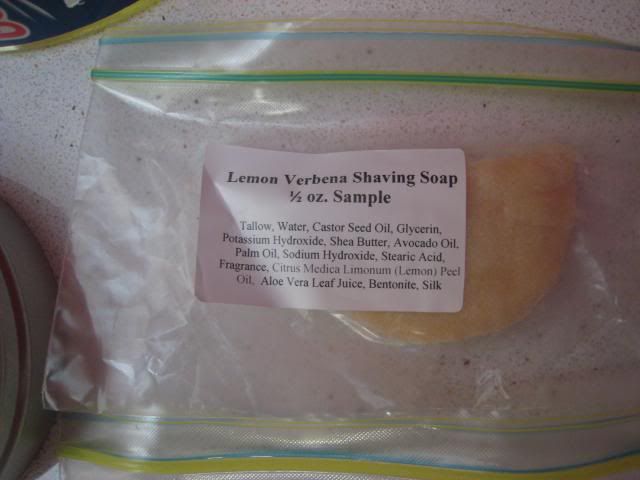 Lemon Verbena Shaving Soap
½ oz. Sample
Tallow, Water, Castor Seed Oil, Glycerin,
Potassium Hydroxide, Shea Butter, Avocado Oil,
Palm Oil, Sodium Hydroxide, Stearic Acid,
Fragrance, Citrus Medica Limonum (Lemon) Peel
Oil, Aloe Vera Leaf Juice, Bentonite, Silk